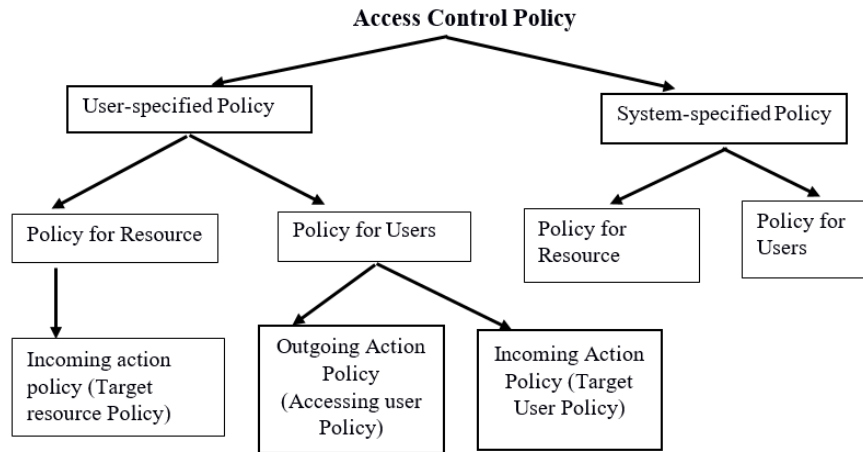 Access Control Policy
User-specified Policy
System-specified Policy
Policy for Resource
Policy for Users
Policy for
Resource
Policy for
Users
Incoming action
policy (Target
resource Policy)
Outgoing Action
Policy
(Accessing user
Policy)
Incoming Action
Policy (Target
User Policy)